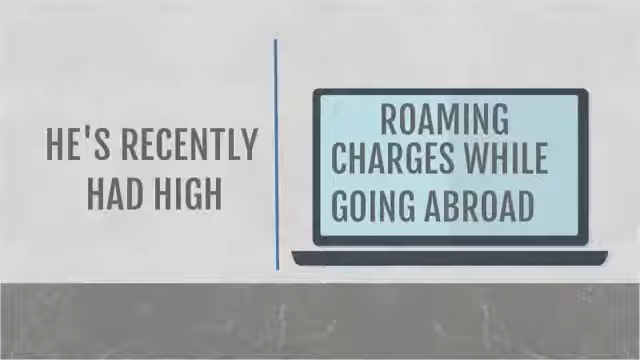 HE'S RECENTLY
HAD HIGH
ROAMING
CHARGES WHILE
GOING ABROAD